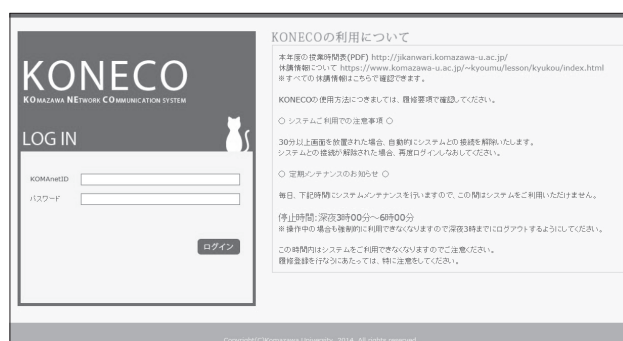 KONECO
KOMAZAWA NETWORK COMMUNICATION SYSTEM
LOG IN
KOMAnetID
パスワード
ログイン
KONECOの利用について
本年度の授業時間表(PDF) http://jikanwari.komazawa-u.ac.jp/
休講情報について https://www.komazawa-u.ac.jp/~kyoumu/lesson/kyukou/index.html
※すべての休講情報はこちらで確認できます。
KONECOの使用方法につきましては、履修要項で確認してください。
○ システムご利用での注意事項 ○
30分以上画面を放置された場合、自動的にシステムとの接続を解除いたします。
システムとの接続が解除された場合、再度ログインしなおしてください。
○ 定期メンテナンスのお知らせ ○
毎日、下記時間にシステムメンテナンスを行いますので、この間はシステムをご利用いただけません。
停止時間:深夜3時00分～6時00分
※操作中の場合も強制的に利用できなくなりますので深夜3時までにログアウトするようにしてください。
この時間内はシステムをご利用できなくなりますのでご注意ください。
履修登録を行なうにあたっては、特に注意をしてください。
Copyright(C)Komazawa University, 2014, All rights reserved